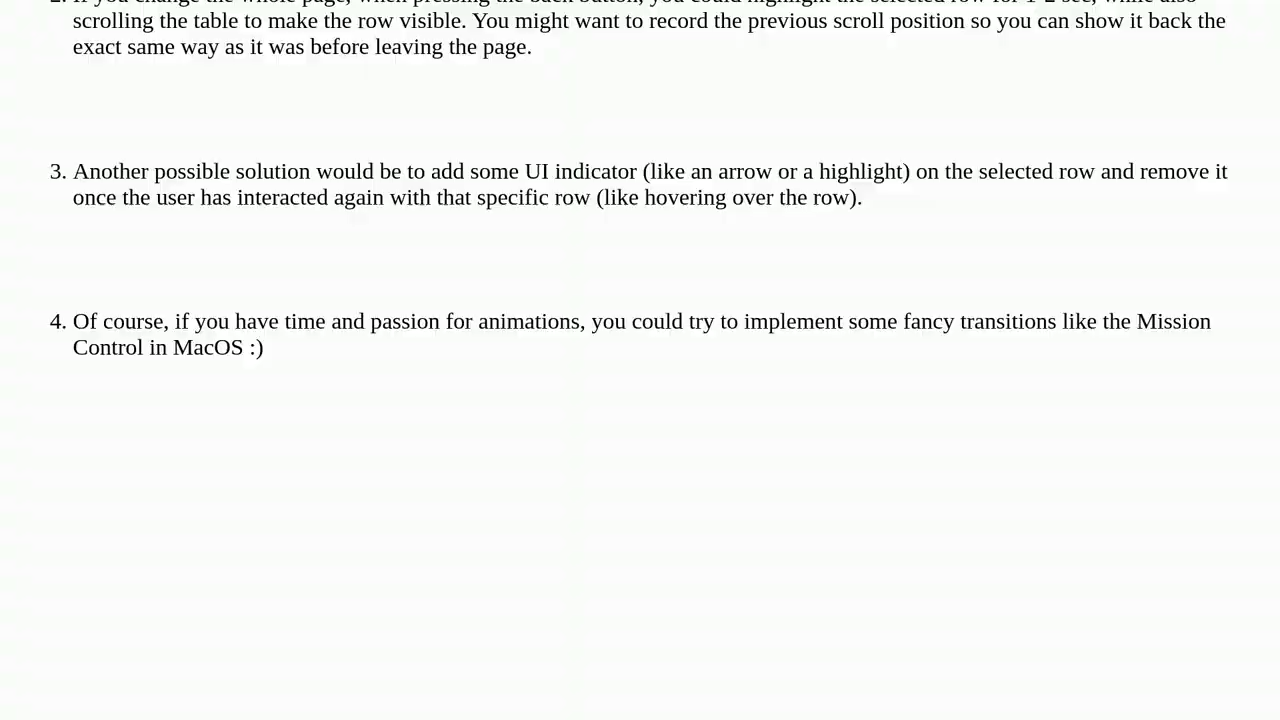 scrolling the table to make the row visible. You might want to record the previous scroll position so you can show it back the
exact same way as it was before leaving the page.
3. Another possible solution would be to add some UI indicator (like an arrow or a highlight) on the selected row and remove it
once the user has interacted again with that specific row (like hovering over the row).
4. Of course, if you have time and passion for animations, you could try to implement some fancy transitions like the Mission
Control in MacOS :)